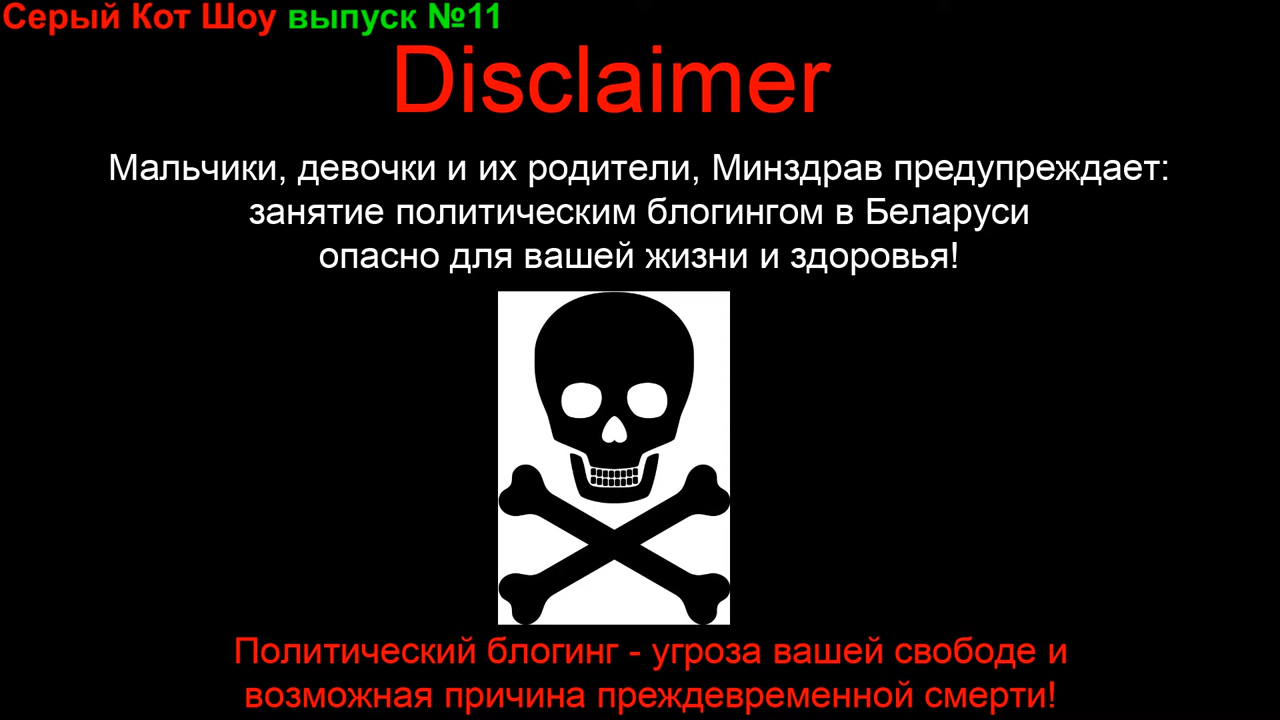 Серый Кот Шоу выпуск №11
Disclaimer
Мальчики, девочки и их родители, Минздрав предупреждает:
занятие политическим блогингом в Беларуси
опасно для вашей жизни и здоровья!
Политический блогинг - угроза вашей свободе и
возможная причина преждевременной смерти!